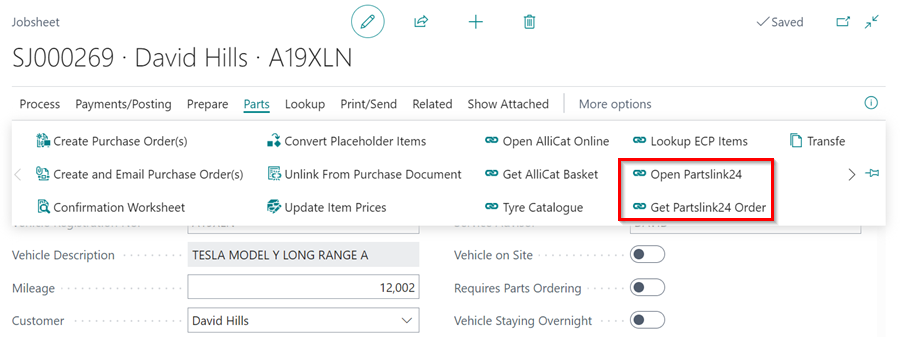 Jobsheet
Saved
SJ000269 · David Hills · A19XLN
Process Payments/Posting Prepare Parts Lookup Print/Send Related Show Attached More options
Create Purchase Order(s) Convert Placeholder Items Open AlliCat Online Lookup ECP Items Transfe
Create and Email Purchase Order(s) Unlink From Purchase Document Get AlliCat Basket Open Partslink24
Confirmation Worksheet Update Item Prices Tyre Catalogue Get Partslink24 Order
Vehicle Description TESLA MODEL Y LONG RANGE A Vehicle on Site
Mileage 12,002 Requires Parts Ordering
Customer David Hills Vehicle Staying Overnight